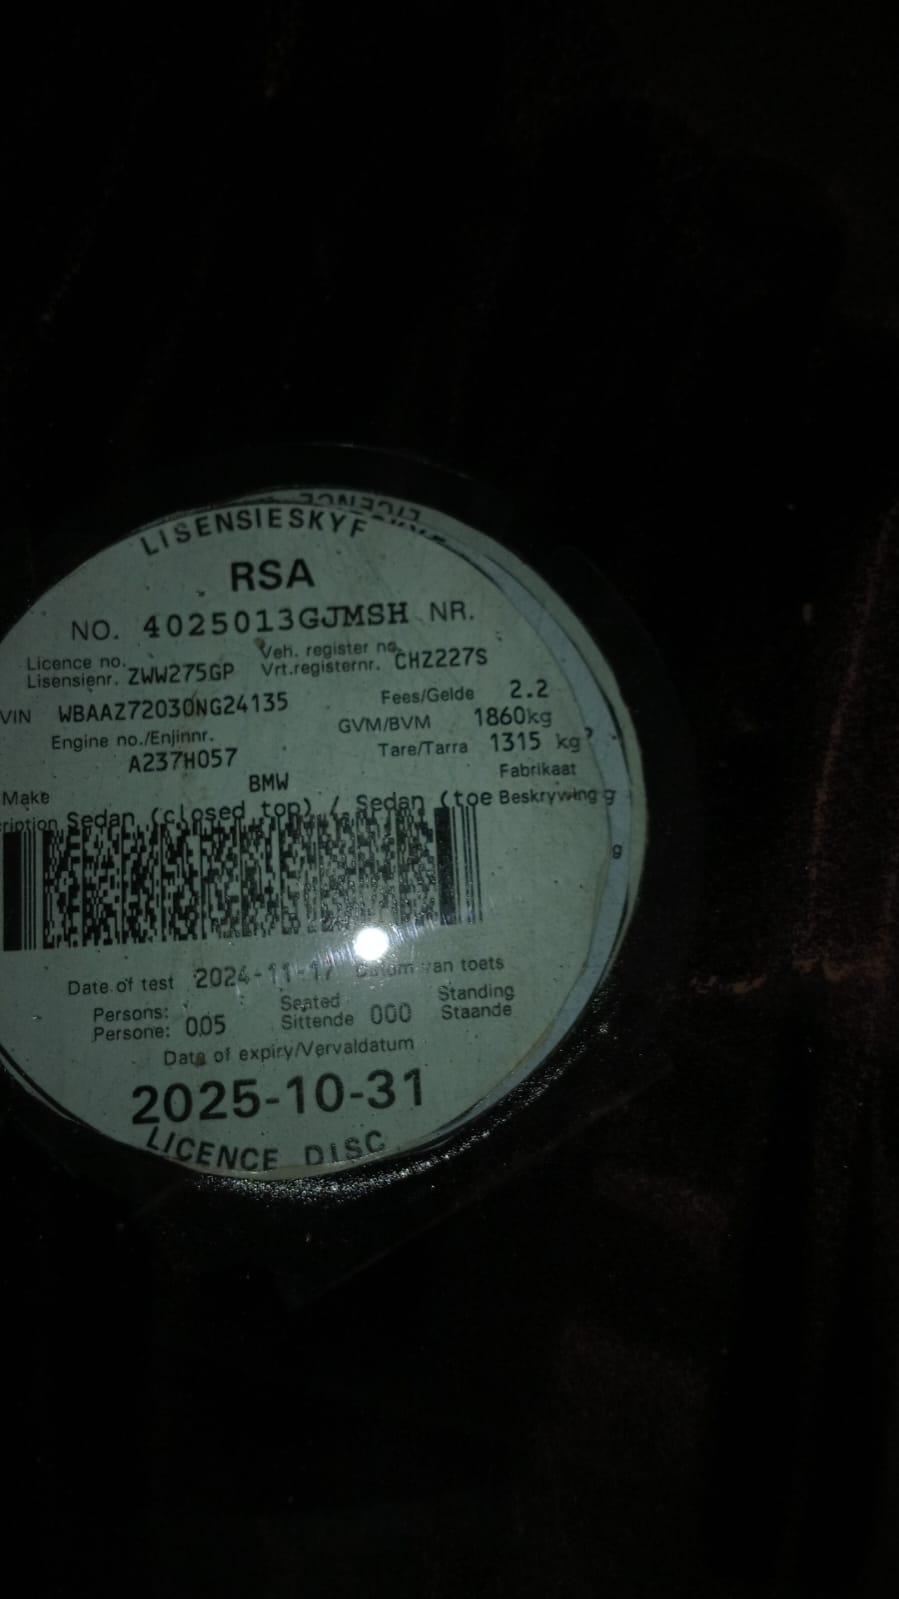 LICENCE
LISENSIESKYF
RSA
NO. 4025013GJMSH NR.
Licence no. Veh. register no.
Lisensienr. ZWW275GP Vrt.registernr. CHZ227S
VIN WBAAZ72030NG24135 Fees/Gelde 2.2
Engine no./Enjinnr. GVM/BVM 1860kg
A237H057 Tare/Tarra 1315 kg
Make BMW Fabrikaat
ription Sedan (closed top) / Sedan (toe Beskrywing g
g
Date of test 2024-11-17 Datum van toets
Persons: Seated Standing
Persone: 005 Sittende 000 Staande
Date of expiry/Vervaldatum
2025-10-31
LICENCE DISC